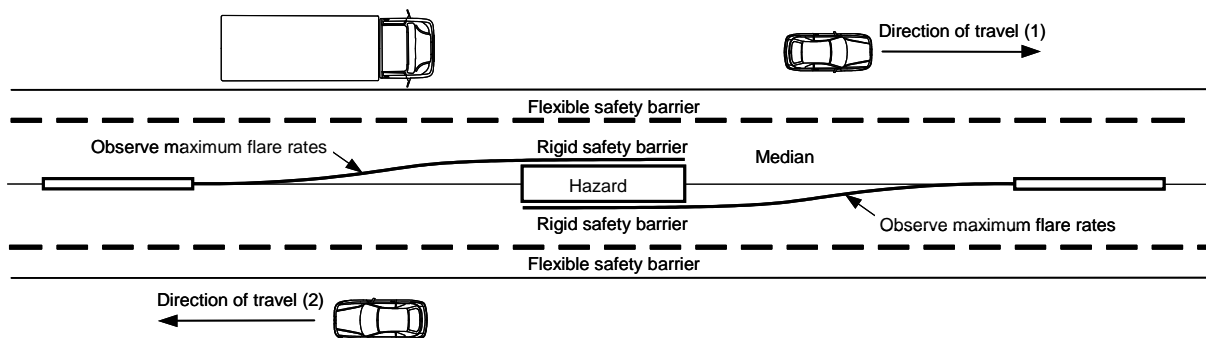 Direction of travel (1)
Flexible safety barrier
Observe maximum flare rates
Rigid safety barrier
Median
Hazard
Rigid safety barrier
Observe maximum flare rates
Flexible safety barrier
Direction of travel (2)